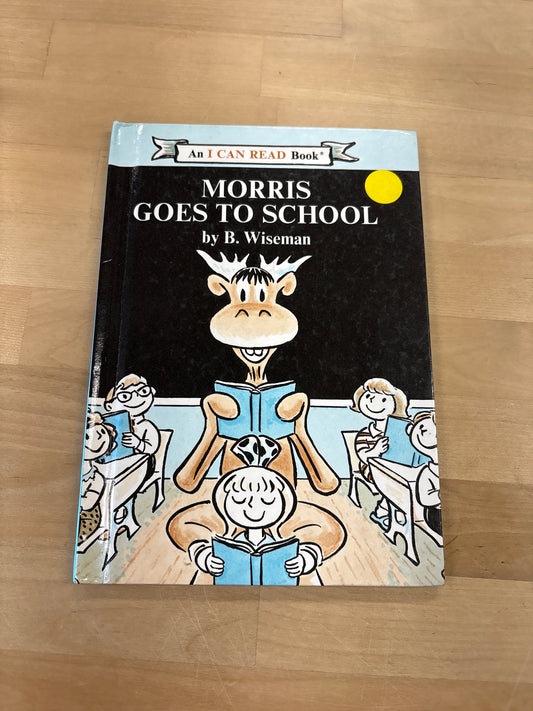 An I CAN READ Book*
MORRIS
GOES TO SCHOOL
by B. Wiseman